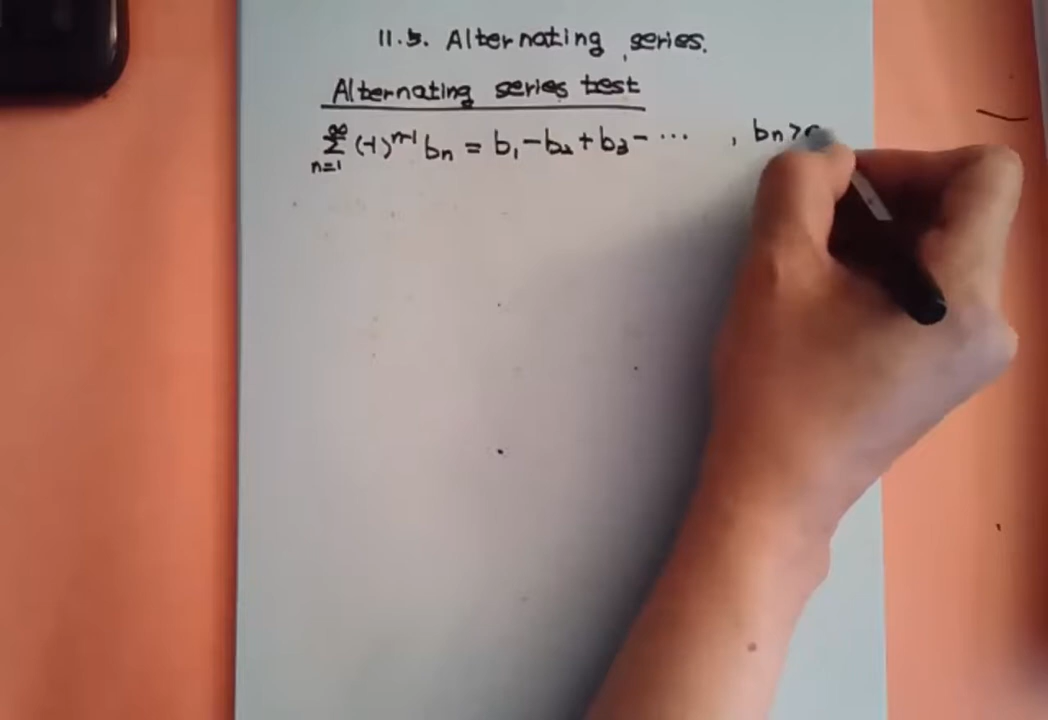 11.5. Alternating series.
Alternating series test
∞
Σ (-1)ⁿ⁻¹ bₙ = b₁ - b₂ + b₃ - ⋯ , bₙ >
n=1